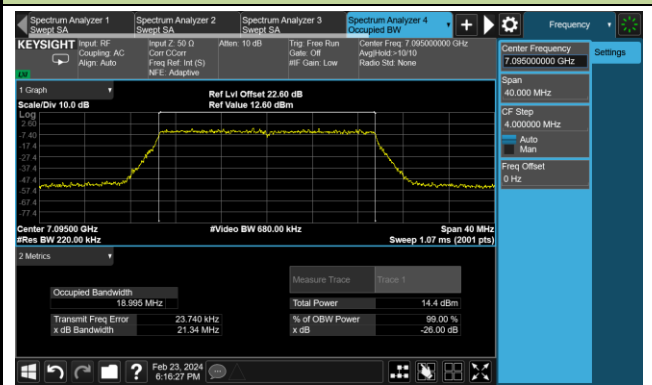 Spectrum Analyzer 1
Swept SA
Spectrum Analyzer 2
Swept SA
Spectrum Analyzer 3
Swept SA
Spectrum Analyzer 4
Occupied BW
Frequency
KEYSIGHT
Input: RF
Coupling: AC
Align: Auto
Input Z: 50 Ω
Corr CCorr
Freq Ref: Int (S)
NFE: Adaptive
Atten: 10 dB
Trig: Free Run
Gate: Off
#IF Gain: Low
Center Freq: 7.095000000 GHz
Avg|Hold:>10/10
Radio Std: None
Center Frequency
7.095000000 GHz
Settings
Span
40.000 MHz
CF Step
4.000000 MHz
Auto
Man
Freq Offset
0 Hz
1 Graph
Ref Lvl Offset 22.60 dB
Scale/Div 10.0 dB
Ref Value 12.60 dBm
Log
2.60
-7.40
-17.4
-27.4
-37.4
-47.4
-57.4
-67.4
-77.4
Center 7.09500 GHz
#Video BW 680.00 kHz
Span 40 MHz
#Res BW 220.00 kHz
Sweep 1.07 ms (2001 pts)
2 Metrics
Measure Trace
Trace 1
Occupied Bandwidth
18.995 MHz
Total Power
14.4 dBm
Transmit Freq Error
23.740 kHz
% of OBW Power
99.00 %
x dB Bandwidth
21.34 MHz
x dB
-26.00 dB
Feb 23, 2024
6:16:27 PM